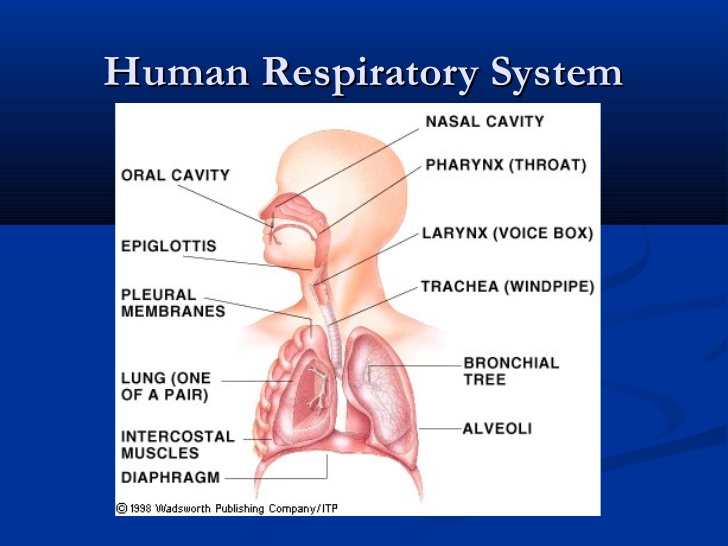 Human Respiratory System
NASAL CAVITY
ORAL CAVITY
PHARYNX (THROAT)
EPIGLOTTIS
LARYNX (VOICE BOX)
PLEURAL
MEMBRANES
TRACHEA (WINDPIPE)
LUNG (ONE
OF A PAIR)
BRONCHIAL
TREE
INTERCOSTAL
MUSCLES
ALVEOLI
DIAPHRAGM
©1998 Wadsworth Publishing Company/ITP